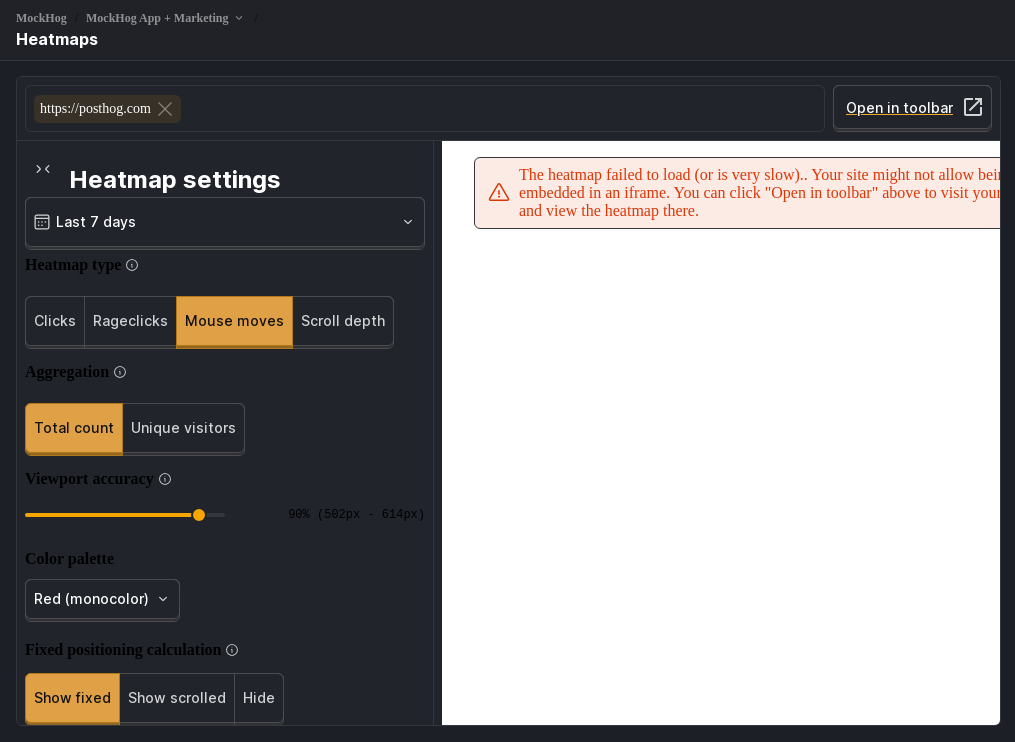 MockHog / MockHog App + Marketing /
Heatmaps
https://posthog.com
Open in toolbar
Heatmap settings
Last 7 days
Heatmap type
Clicks Rageclicks Mouse moves Scroll depth
Aggregation
Total count Unique visitors
Viewport accuracy
90% (502px - 614px)
Color palette
Red (monocolor)
Fixed positioning calculation
Show fixed Show scrolled Hide
The heatmap failed to load (or is very slow).. Your site might not allow
embedded in an iframe. You can click "Open in toolbar" above to visit
and view the heatmap there.